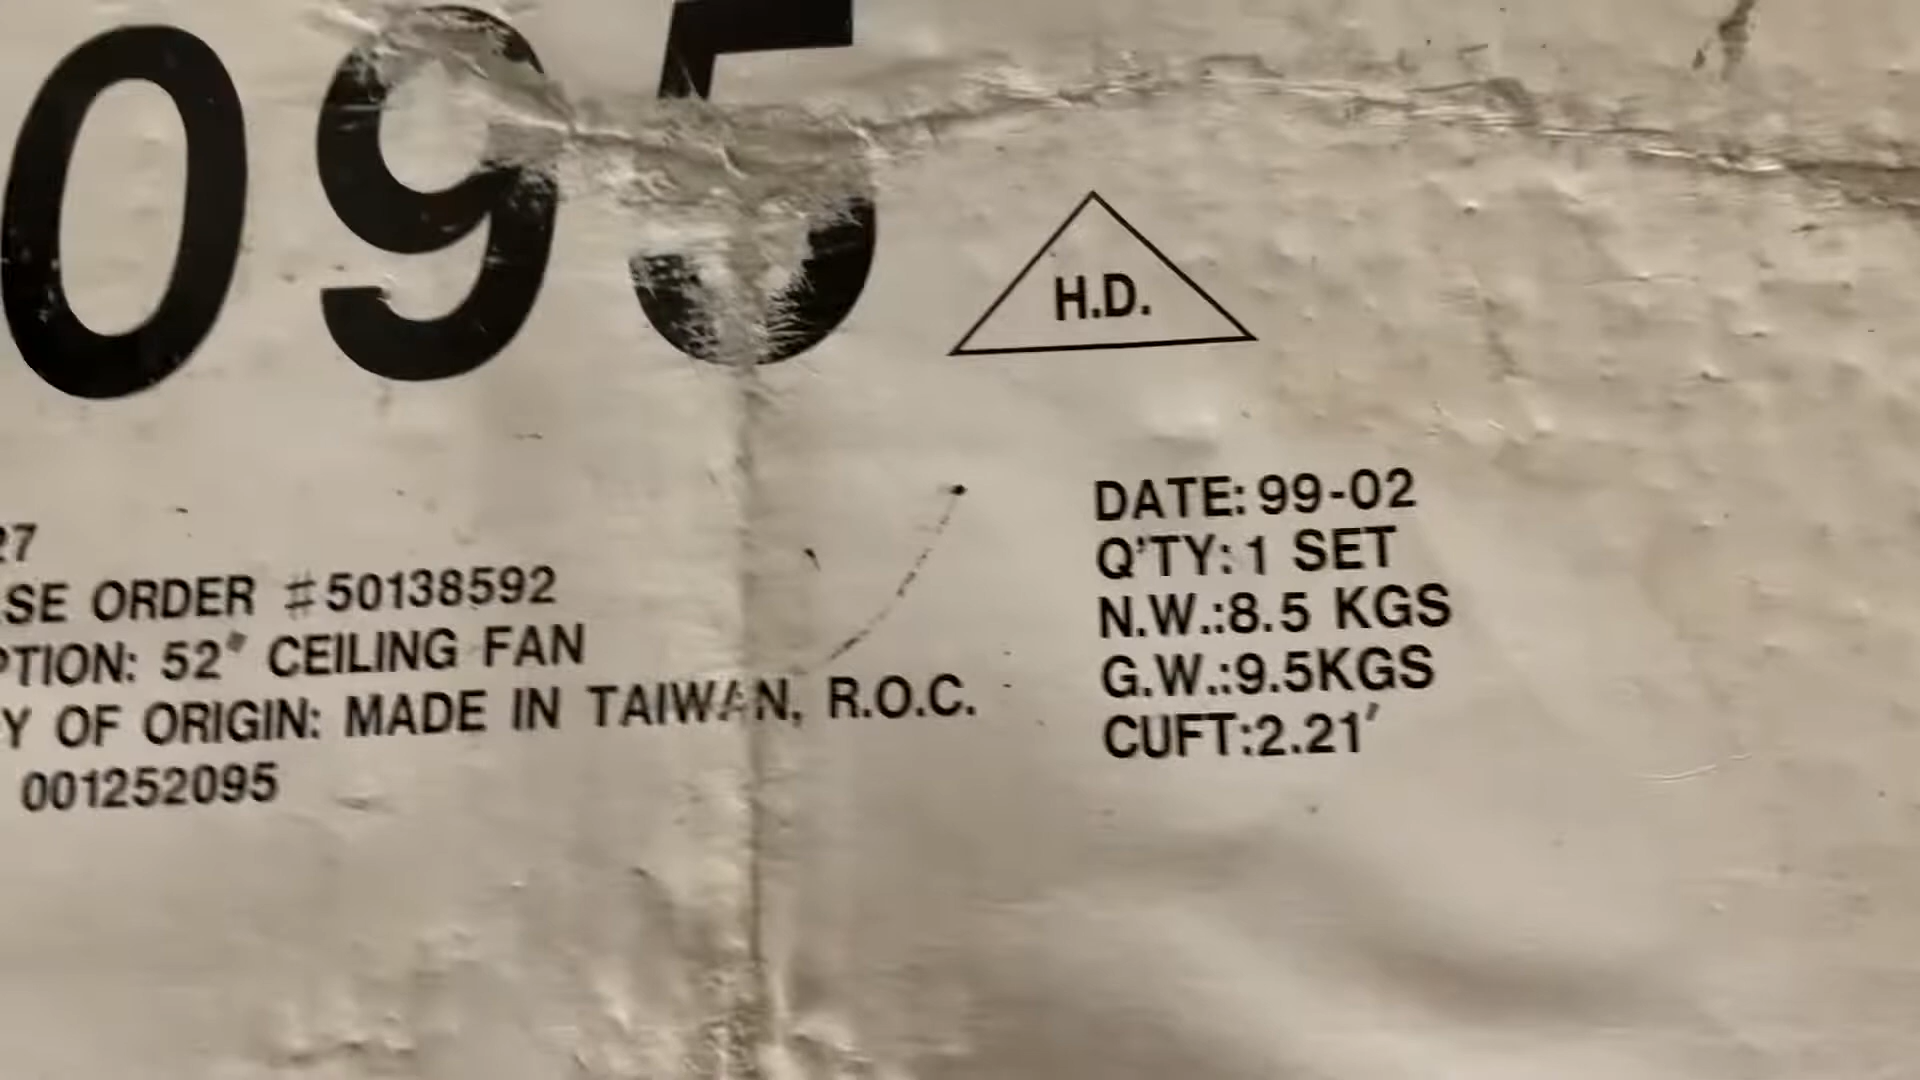 095
H.D.
27
SE ORDER #50138592
PTION: 52" CEILING FAN
Y OF ORIGIN: MADE IN TAIWAN, R.O.C.
001252095
DATE: 99-02
Q'TY: 1 SET
N.W.:8.5 KGS
G.W.:9.5KGS
CUFT:2.21'